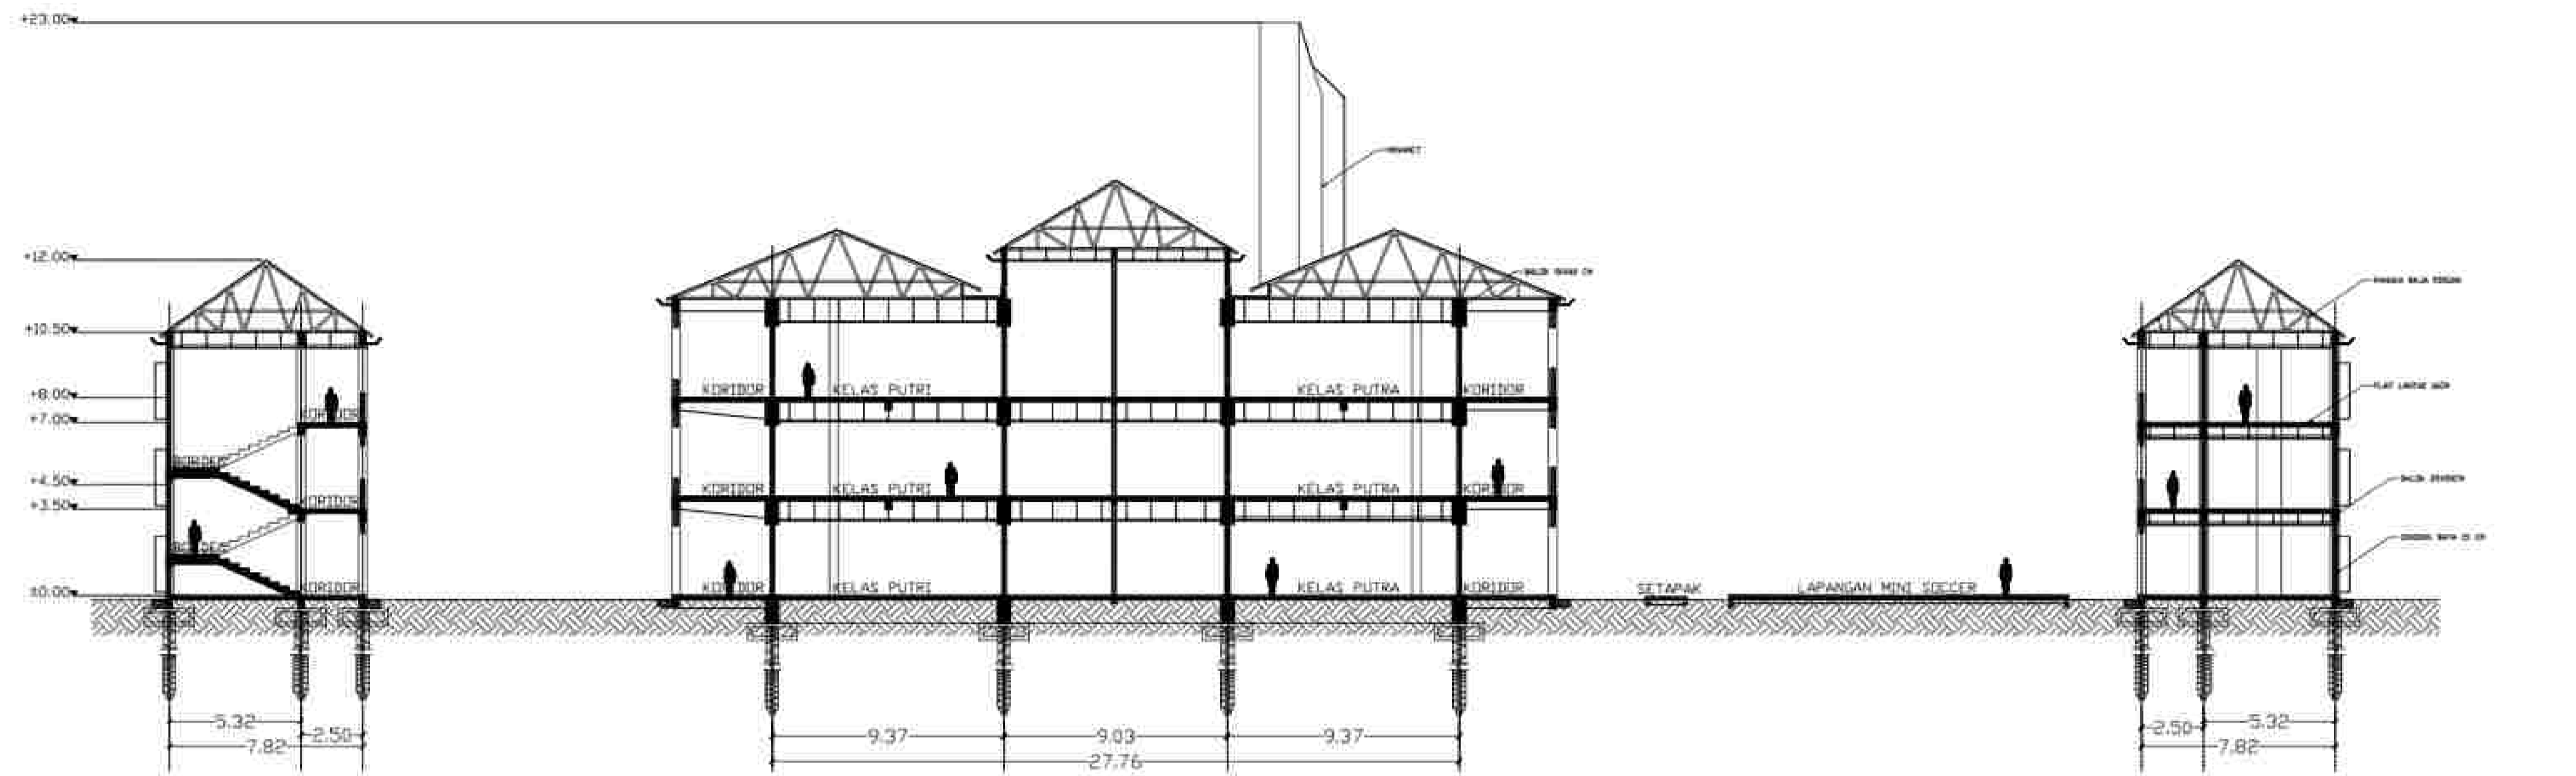 +23.00
+12.00
+10.50
+8.00
+7.00
+4.50
+3.50
±0.00
KORIDOR
BORDES
KORIDOR
BORDES
KORIDOR
KORIDOR KELAS PUTRI KELAS PUTRA KORIDOR
KORIDOR KELAS PUTRI KELAS PUTRA KORIDOR
KORIDOR KELAS PUTRI KELAS PUTRA KORIDOR
SETAPAK LAPANGAN MINI SOCCER
5.32
2.50
7.82
9.37 9.03 9.37
27.76
2.50 5.32
7.82